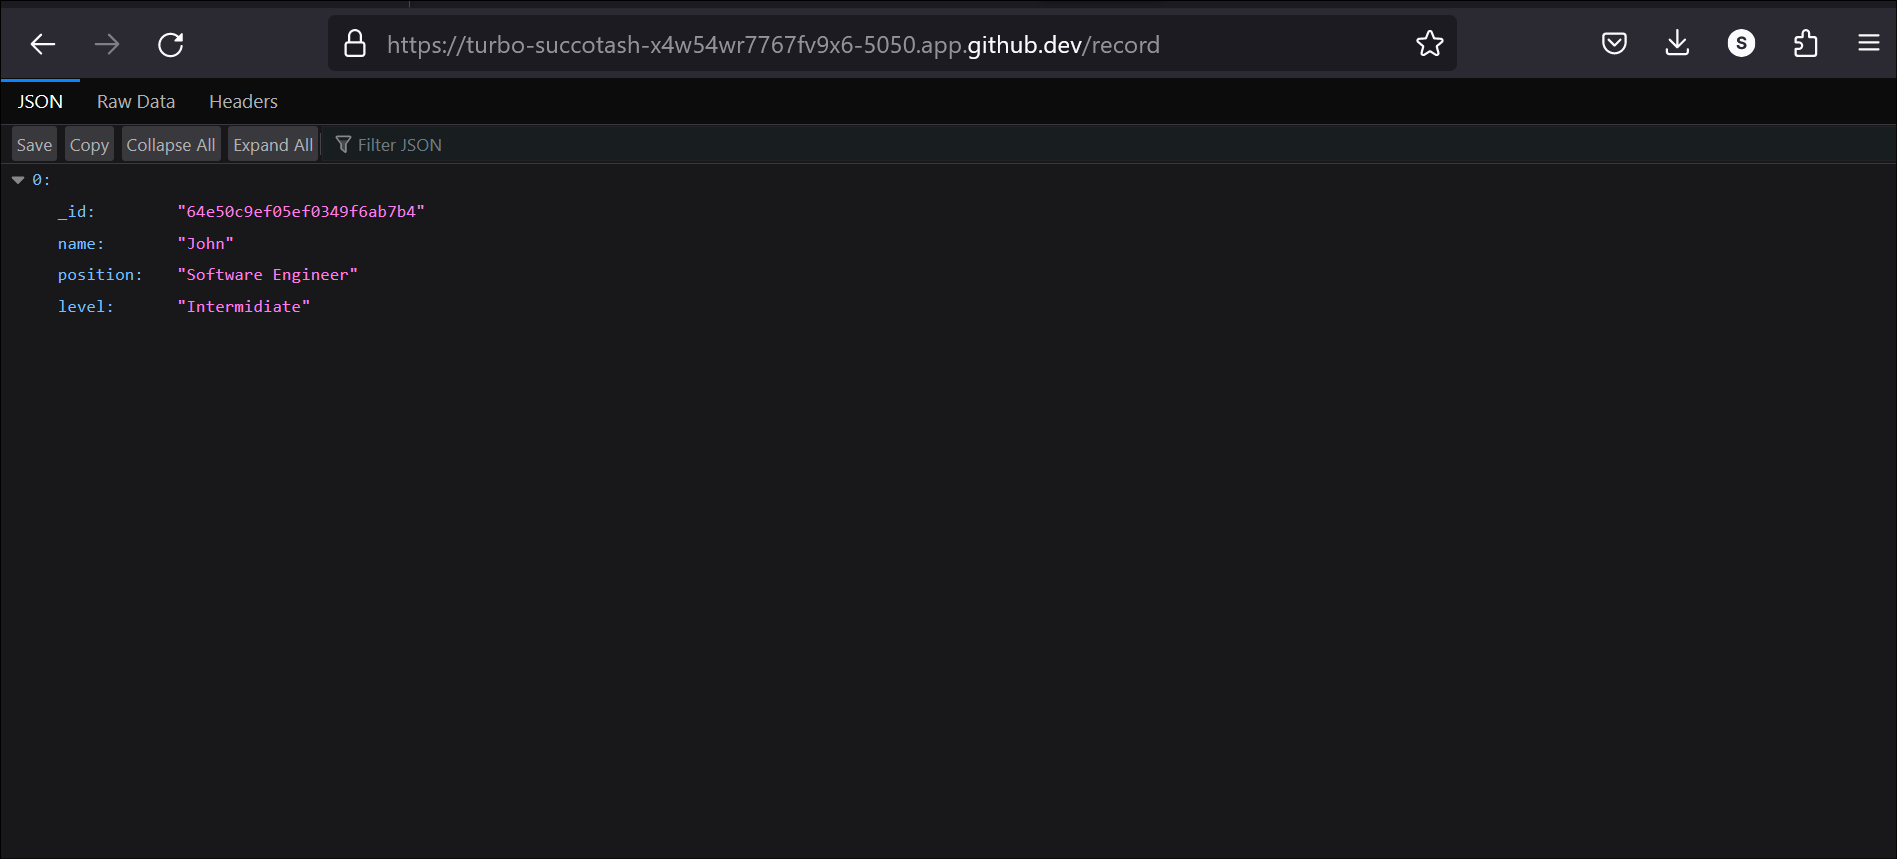 https://turbo-succotash-x4w54wr7767fv9x6-5050.app.github.dev/record
S
JSON Raw Data Headers
Save Copy Collapse All Expand All Filter JSON
0:
_id: "64e50c9ef05ef0349f6ab7b4"
name: "John"
position: "Software Engineer"
level: "Intermidiate"